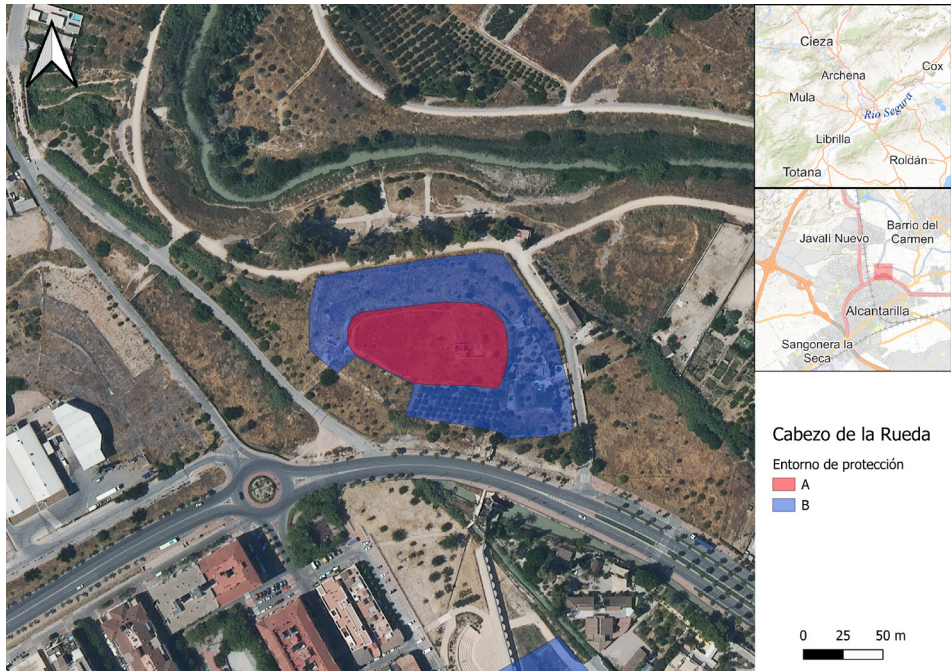 Cieza
Archena
Cox
Mula
Río Segura
Librilla
Roldán
Totana
Barrio del
Carmen
Javalí Nuevo
Alcantarilla
Sangonera la
Seca
Cabezo de la Rueda
Entorno de protección
A
B
0 25 50 m